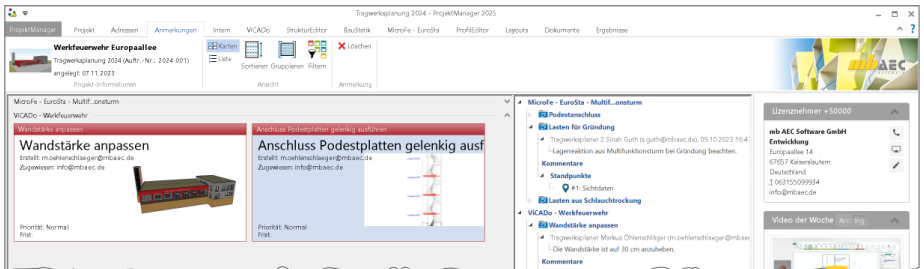 Tragwerksplanung 2024 - ProjektManager 2025
ProjektManager Projekt Adressen Anmerkungen Intern ViCADo StrukturEditor BauStatik MicroFe - EuroSta ProfilEditor Layouts Dokumente Ergebnisse
Werkfeuerwehr Europaallee
Tragwerksplanung 2024 (Auftr.-Nr.: 2024 001)
angelegt: 07.11.2023
Projekt-Informationen
Karten
Liste
Sortieren Gruppieren Filtern
Ansicht
Löschen
Anmerkung
mb AEC
SOFTWARE
MicroFe - EuroSta - Multif...onsturm
ViCADo - Werkfeuerwehr
Wandstärke anpassen
Wandstärke anpassen
Erstellt: m.oehlenschlaeger@mbaec.de
Zugewiesen: info@mbaec.de
Priorität: Normal
Frist:
Anschluss Podestplatten gelenkig ausführen
Anschluss Podestplatten gelenkig ausf
Erstellt: m.oehlenschlaeger@mbaec.de
Zugewiesen: info@mbaec.de
Priorität: Normal
Frist:
MicroFe - EuroSta - Multif...onsturm
Podestanschluss
Lasten für Gründung
Tragwerksplaner 2 Sinah Guth (s.guth@mbaec.de), 09.10.2023 16:4
Lagerreaktion aus Multifunktionsturm bei Gründung beachten.
Kommentare
Standpunkte
#1: Sichtdaten
Lasten aus Schlauchtrockung
ViCADo - Werkfeuerwehr
Wandstärke anpassen
Tragwerksplaner Markus Öhlenschläger (m.oehlenschlaeger@mbaec
Die Wandstärke ist auf 30 cm anzuheben.
Kommentare
Lizenznehmer +50000
mb AEC Software GmbH
Entwicklung
Europaallee 14
67657 Kaiserslautern
Deutschland
T 063155099934
info@mbaec.de
Video der Woche Arc Ing